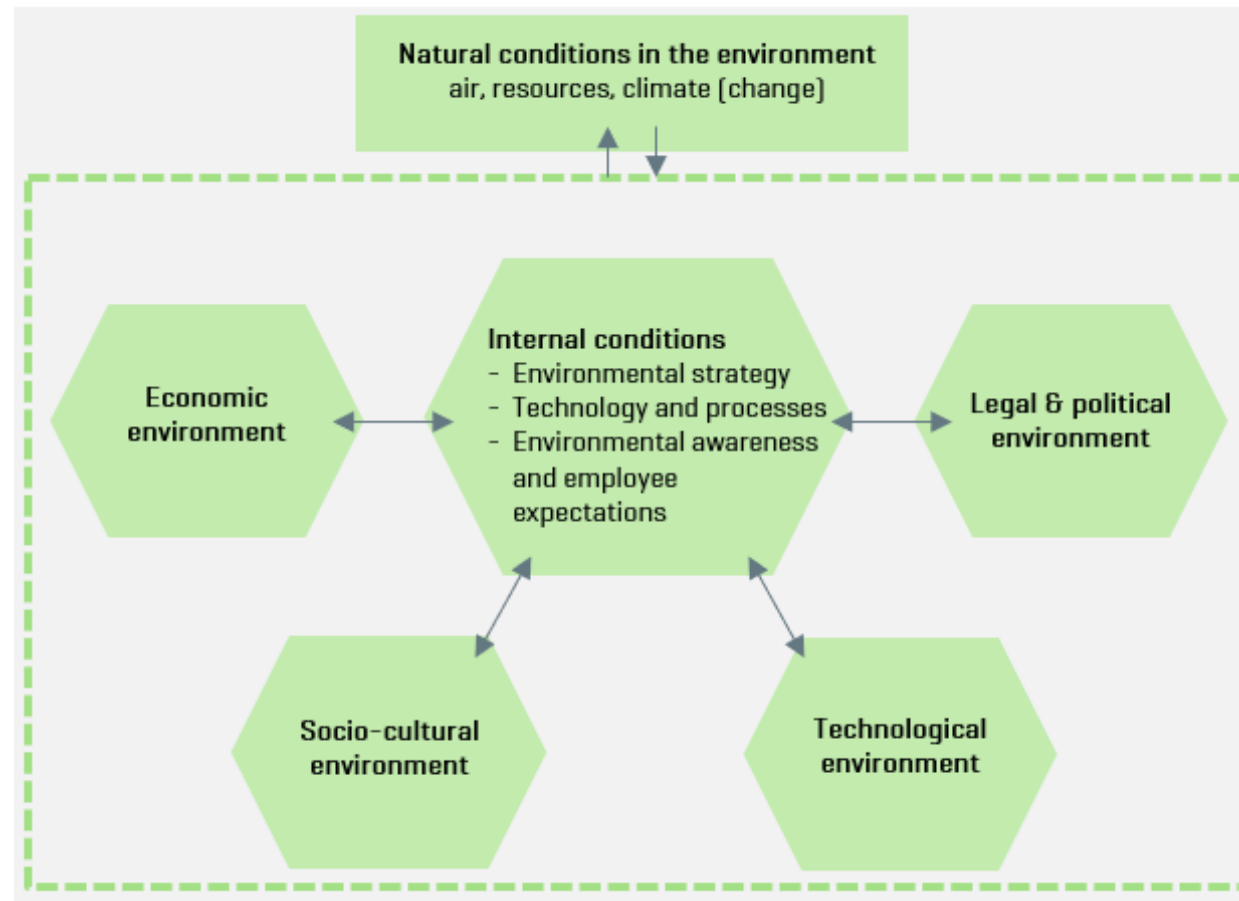 Natural conditions in the environment
air, resources, climate (change)
Internal conditions
- Environmental strategy
- Technology and processes
- Environmental awareness
and employee
expectations
Economic
environment
Legal & political
environment
Socio-cultural
environment
Technological
environment